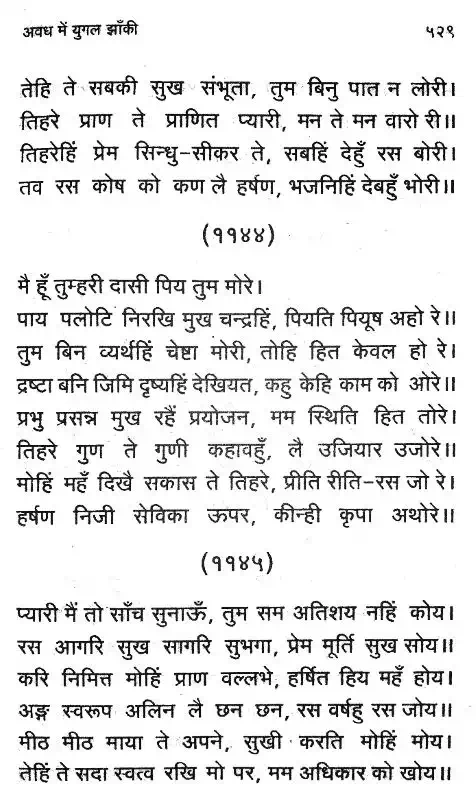 अवध में युगल झाँकी ५२९
तेहि ते सबकी सुख संभूता, तुम बिनु पात न लोरी।
तिहरे प्राण ते प्राणित प्यारी, मन ते मन वारो री॥
तिहरेहिं प्रेम सिन्धु-सीकर ते, सबहिं देहुँ रस बोरी।
तव रस कोष को कण लै हर्षण, भजनिहिं देबहुँ भोरी॥
(११४४)
मै हूँ तुम्हरी दासी पिय तुम मोरे।
पाय पलोटि निरखि मुख चन्द्रहिं, पियति पियूष अहो रे॥
तुम बिन व्यर्थहिं चेष्टा मोरी, तोहि हित केवल हो रे।
द्रष्टा बनि जिमि दृष्यहिं देखियत, कहु केहि काम को ओरे॥
प्रभु प्रसन्न मुख रहैं प्रयोजन, मम स्थिति हित तोरे।
तिहरे गुण ते गुणी कहावहुँ, लै उजियार उजोरे॥
मोहिं महँ दिखै सकास ते तिहरे, प्रीति रीति-रस जो रे।
हर्षण निजी सेविका ऊपर, कीन्ही कृपा अथोरे॥
(११४५)
प्यारी मैं तो साँच सुनाऊँ, तुम सम अतिशय नहिं कोय।
रस आगरि सुख सागरि सुभगा, प्रेम मूर्ति सुख सोय॥
करि निमित्त मोहिं प्राण वल्लभे, हर्षित हिय महँ होय।
अङ्ग स्वरूप अलिन लै छन छन, रस वर्षहु रस जोय॥
मीठ मीठ माया ते अपने, सुखी करति मोहिं मोय।
तेहिं ते सदा स्वत्व रखि मो पर, मम अधिकार को खोय॥